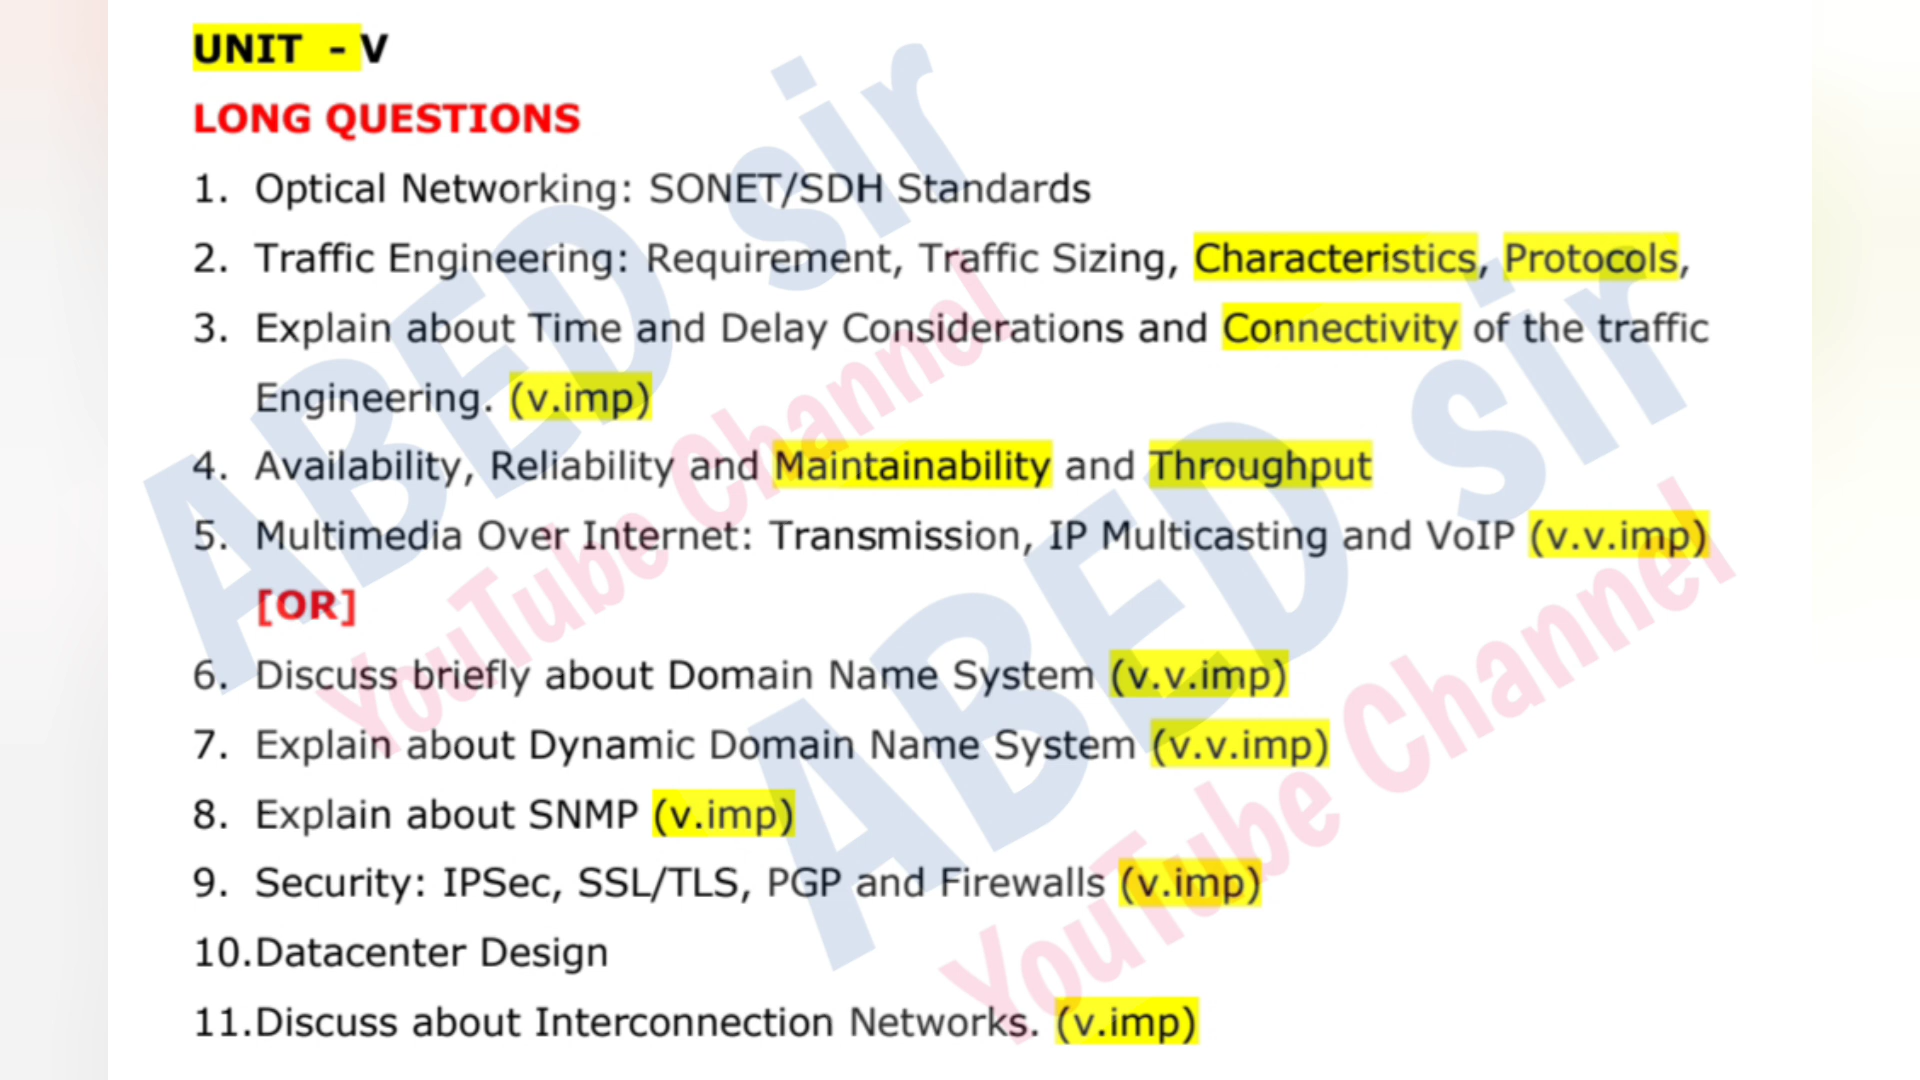 UNIT - V
LONG QUESTIONS
1. Optical Networking: SONET/SDH Standards
2. Traffic Engineering: Requirement, Traffic Sizing, Characteristics, Protocols,
3. Explain about Time and Delay Considerations and Connectivity of the traffic
Engineering. (v.imp)
4. Availability, Reliability and Maintainability and Throughput
5. Multimedia Over Internet: Transmission, IP Multicasting and VoIP (v.v.imp)
[OR]
6. Discuss briefly about Domain Name System (v.v.imp)
7. Explain about Dynamic Domain Name System (v.v.imp)
8. Explain about SNMP (v.imp)
9. Security: IPSec, SSL/TLS, PGP and Firewalls (v.imp)
10.Datacenter Design
11.Discuss about Interconnection Networks. (v.imp)
ABED sir
YouTube Channel
ABED sir
YouTube Channel